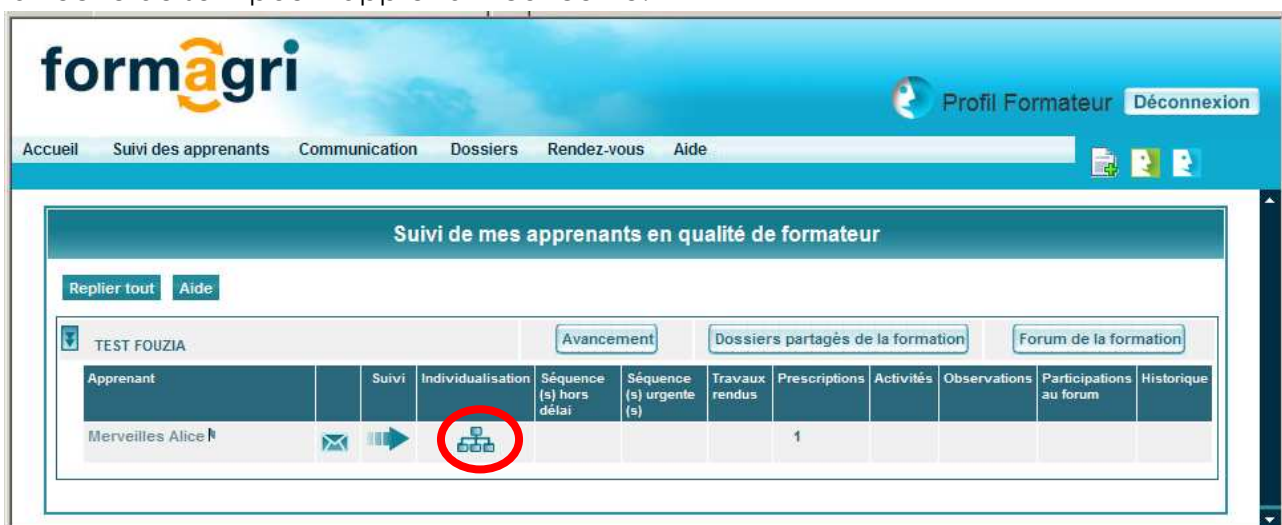 formagri
Profil Formateur Déconnexion
Accueil Suivi des apprenants Communication Dossiers Rendez-vous Aide
Suivi de mes apprenants en qualité de formateur
Replier tout Aide
TEST FOUZIA Avancement Dossiers partagés de la formation Forum de la formation
Apprenant Suivi Individualisation Séquence (s) hors délai Séquence (s) urgente (s) Travaux rendus Prescriptions Activités Observations Participations au forum Historique
Merveilles Alice 1